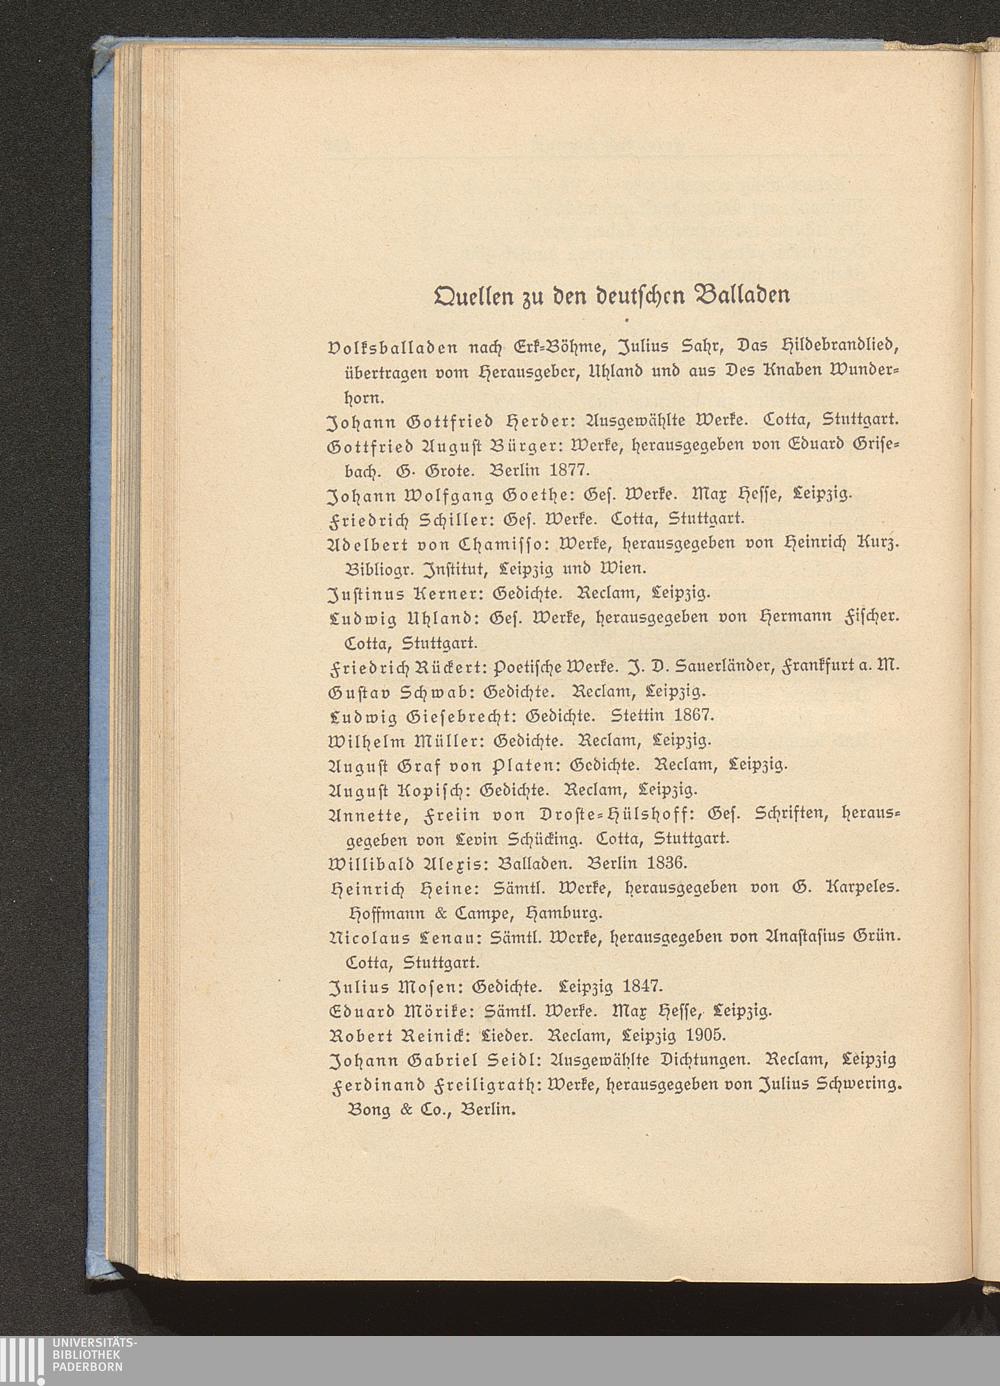 Quellen zu den deutschen Balladen
Volksballaden nach Erk-Böhme, Julius Sahr, Das Hildebrandlied,
übertragen vom Herausgeber, Uhland und aus Des Knaben Wunder-
horn.
Johann Gottfried Herder: Ausgewählte Werke. Cotta, Stuttgart.
Gottfried August Bürger: Werke, herausgegeben von Eduard Grise-
bach. G. Grote. Berlin 1877.
Johann Wolfgang Goethe: Ges. Werke. Max Hesse, Leipzig.
Friedrich Schiller: Ges. Werke. Cotta, Stuttgart.
Adelbert von Chamisso: Werke, herausgegeben von Heinrich Kurz.
Bibliogr. Institut, Leipzig und Wien.
Justinus Kerner: Gedichte. Reclam, Leipzig.
Ludwig Uhland: Ges. Werke, herausgegeben von Hermann Fischer.
Cotta, Stuttgart.
Friedrich Rückert: Poetische Werke. J. D. Sauerländer, Frankfurt a. M.
Gustav Schwab: Gedichte. Reclam, Leipzig.
Ludwig Giesebrecht: Gedichte. Stettin 1867.
Wilhelm Müller: Gedichte. Reclam, Leipzig.
August Graf von Platen: Gedichte. Reclam, Leipzig.
August Kopisch: Gedichte. Reclam, Leipzig.
Annette, Freiin von Droste-Hülshoff: Ges. Schriften, heraus-
gegeben von Levin Schücking. Cotta, Stuttgart.
Willibald Alexis: Balladen. Berlin 1836.
Heinrich Heine: Sämtl. Werke, herausgegeben von G. Karpeles.
Hoffmann & Campe, Hamburg.
Nicolaus Lenau: Sämtl. Werke, herausgegeben von Anastasius Grün.
Cotta, Stuttgart.
Julius Mosen: Gedichte. Leipzig 1847.
Eduard Mörike: Sämtl. Werke. Max Hesse, Leipzig.
Robert Reinick: Lieder. Reclam, Leipzig 1905.
Johann Gabriel Seidl: Ausgewählte Dichtungen. Reclam, Leipzig
Ferdinand Freiligrath: Werke, herausgegeben von Julius Schwering.
Bong & Co., Berlin.
UNIVERSITÄTS-
BIBLIOTHEK
PADERBORN